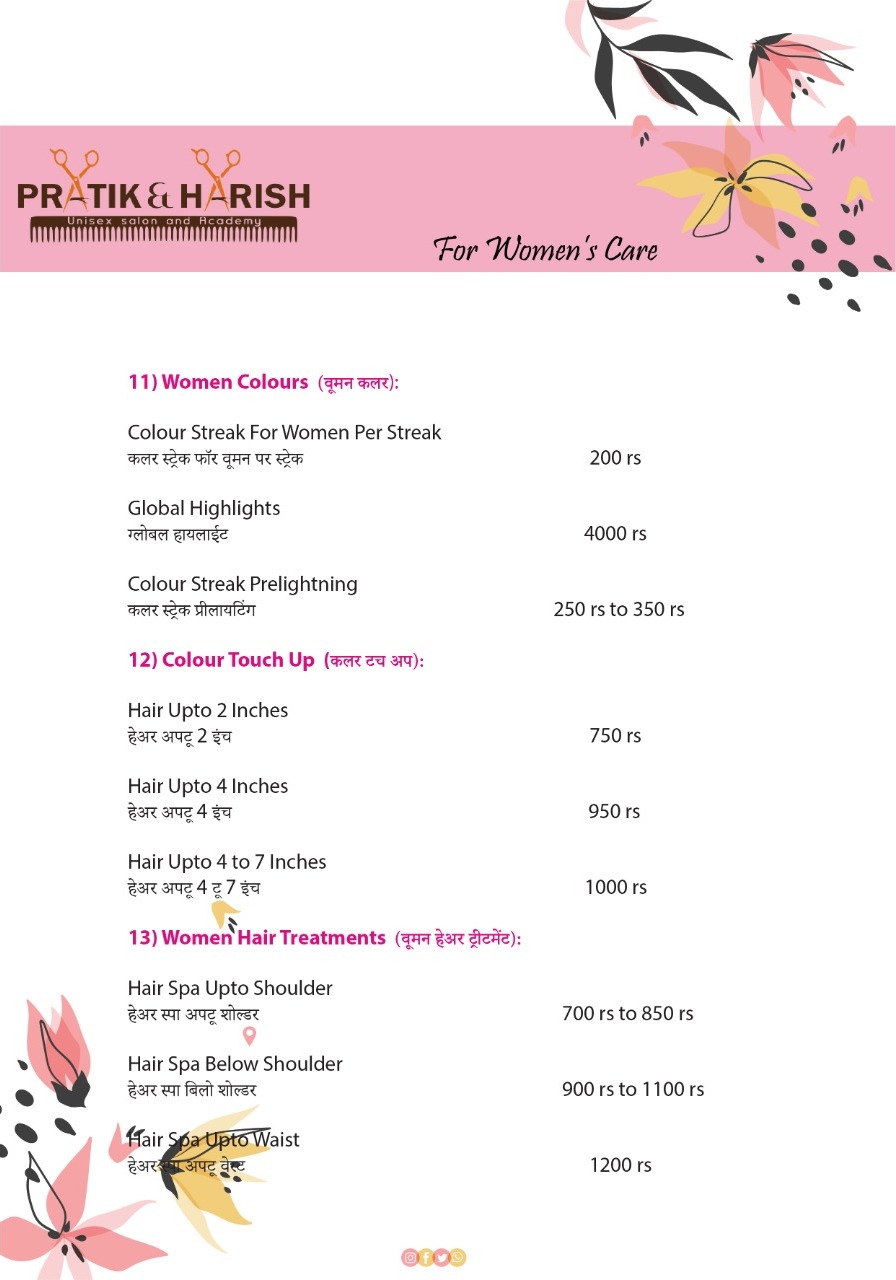 PRATIK & HARISH
Unisex salon and Academy
For Women's Care
11) Women Colours (वूमन कलर):
Colour Streak For Women Per Streak
कलर स्ट्रेक फॉर वूमन पर स्ट्रेक 200 rs
Global Highlights
ग्लोबल हायलाईट 4000 rs
Colour Streak Prelightning
कलर स्ट्रेक प्रीलायटिंग 250 rs to 350 rs
12) Colour Touch Up (कलर टच अप):
Hair Upto 2 Inches
हेअर अपटू 2 इंच 750 rs
Hair Upto 4 Inches
हेअर अपटू 4 इंच 950 rs
Hair Upto 4 to 7 Inches
हेअर अपटू 4 टू 7 इंच 1000 rs
13) Women Hair Treatments (वूमन हेअर ट्रीटमेंट):
Hair Spa Upto Shoulder
हेअर स्पा अपटू शोल्डर 700 rs to 850 rs
Hair Spa Below Shoulder
हेअर स्पा बिलो शोल्डर 900 rs to 1100 rs
Hair Spa Upto Waist
हेअर स्पा अपटू वेस्ट 1200 rs